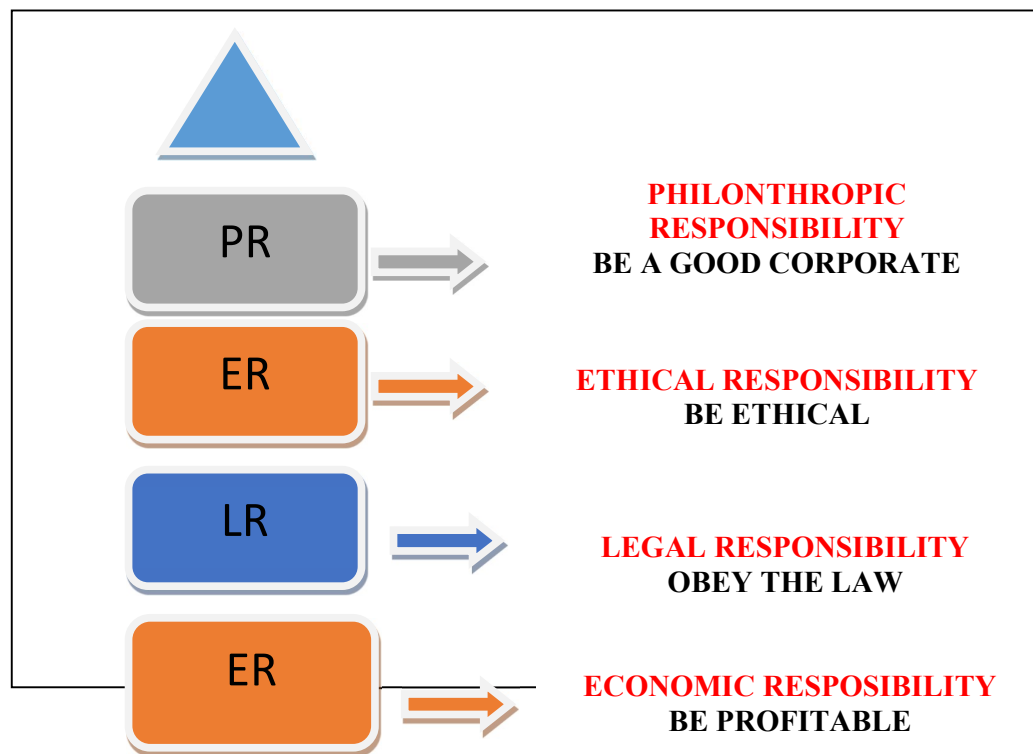 PR
PHILONTHROPIC
RESPONSIBILITY
BE A GOOD CORPORATE
ER
ETHICAL RESPONSIBILITY
BE ETHICAL
LR
LEGAL RESPONSIBILITY
OBEY THE LAW
ER
ECONOMIC RESPOSIBILITY
BE PROFITABLE